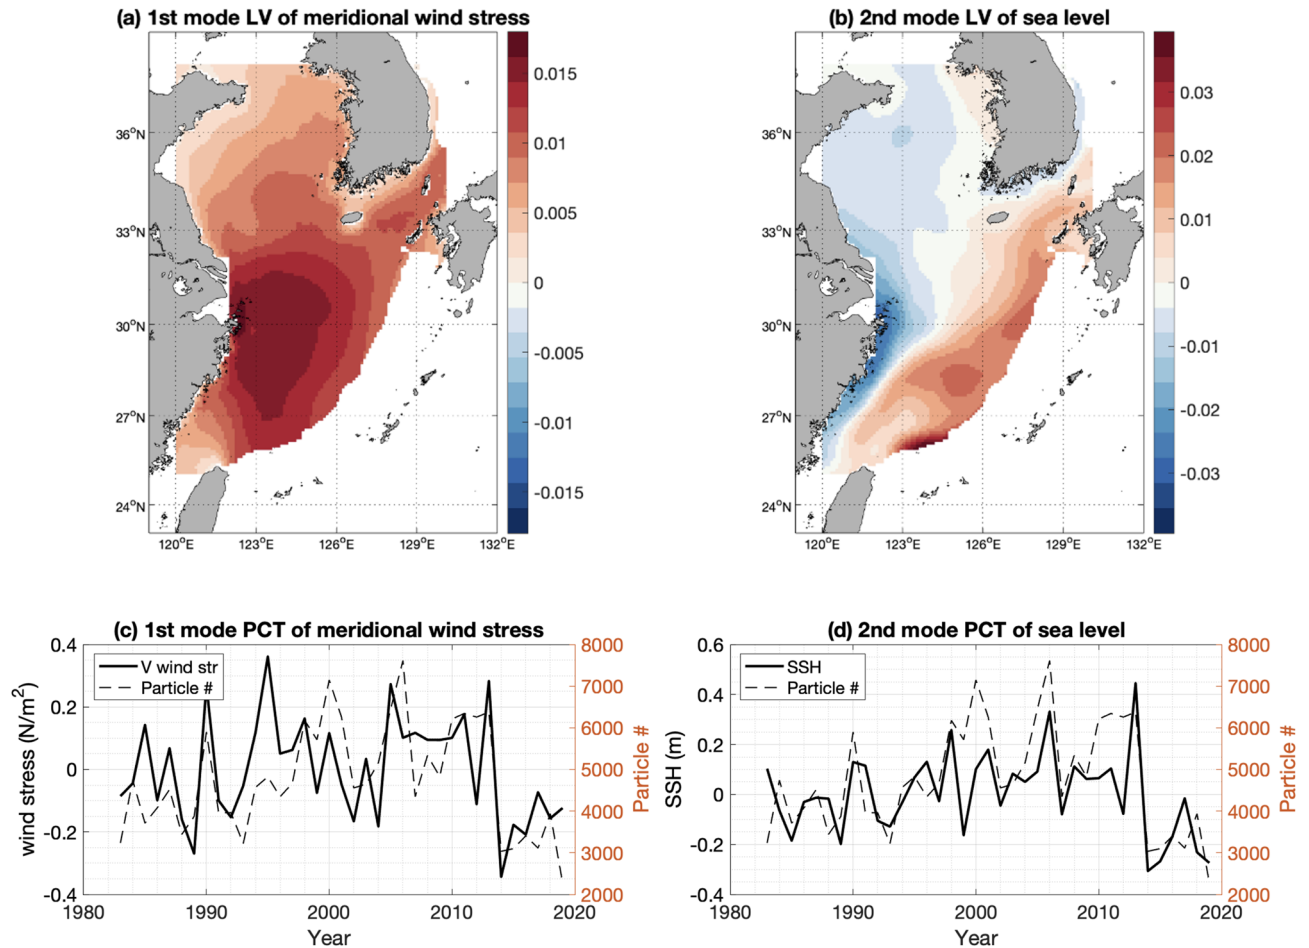 (a) 1st mode LV of meridional wind stress
(b) 2nd mode LV of sea level
36°N
33°N
30°N
27°N
24°N
120°E
123°E
126°E
129°E
132°E
0.015
0.01
0.005
0
-0.005
-0.01
-0.015
36°N
33°N
30°N
27°N
24°N
120°E
123°E
126°E
129°E
132°E
0.03
0.02
0.01
0
-0.01
-0.02
-0.03
(c) 1st mode PCT of meridional wind stress
V wind str
Particle #
wind stress (N/m²)
0.4
0.2
0
-0.2
-0.4
1980
1990
2000
2010
2020
Year
8000
7000
6000
5000
4000
3000
2000
Particle #
(d) 2nd mode PCT of sea level
SSH
Particle #
SSH (m)
0.6
0.4
0.2
0
-0.2
-0.4
1980
1990
2000
2010
2020
Year
8000
7000
6000
5000
4000
3000
2000
Particle #